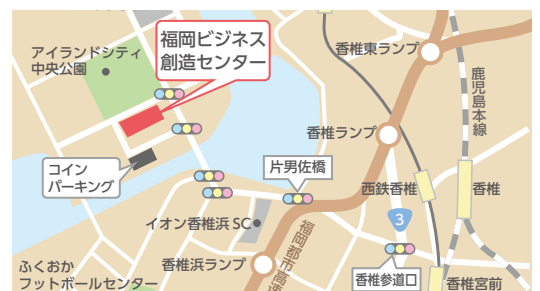 アイランドシティ
中央公園
福岡ビジネス
創造センター
香椎東ランプ
鹿児島本線
香椎ランプ
コイン
パーキング
片男佐橋
西鉄香椎
香椎
3
イオン香椎浜SC
福岡都市高速
香椎浜ランプ
香椎参道口
香椎宮前
ふくおか
フットボールセンター